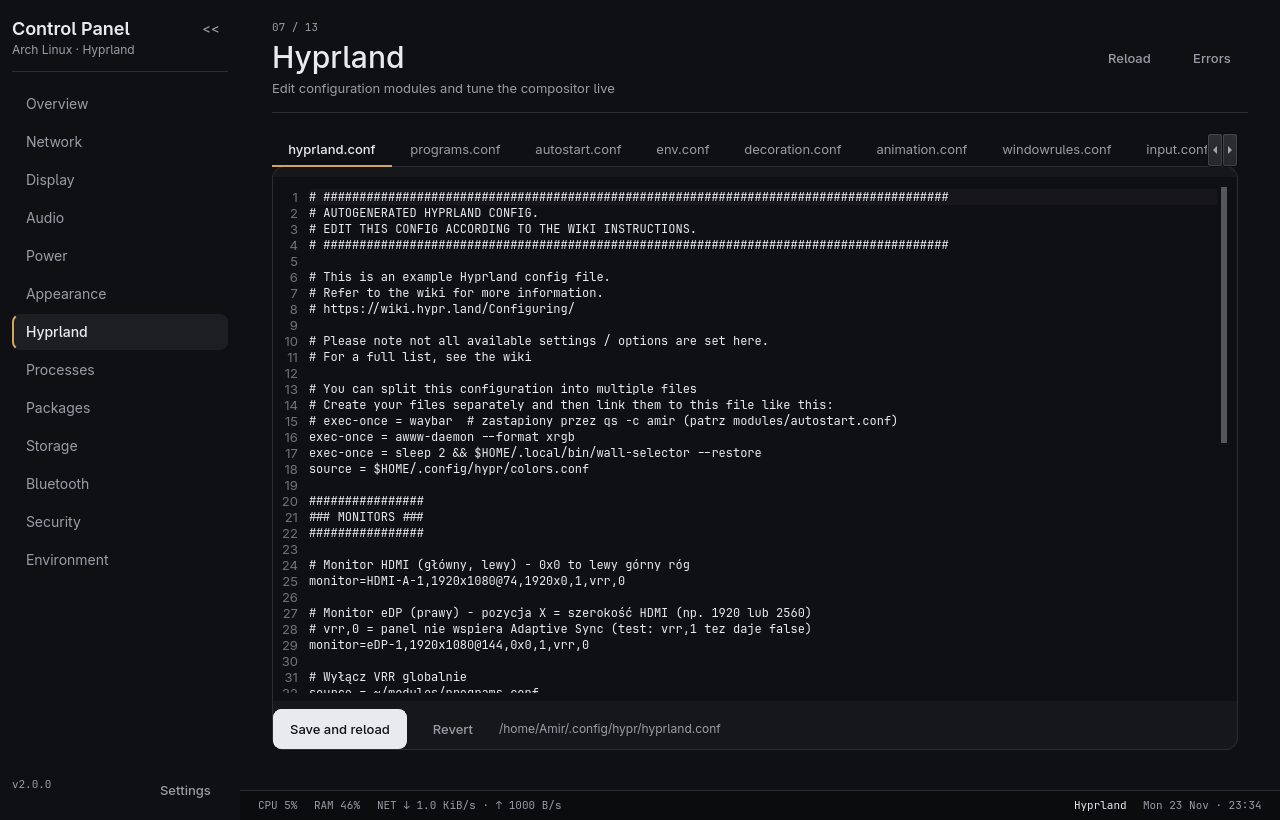 Control Panel <<
Arch Linux · Hyprland
Overview
Network
Display
Audio
Power
Appearance
Hyprland
Processes
Packages
Storage
Bluetooth
Security
Environment
v2.0.0 Settings
07 / 13
Hyprland
Edit configuration modules and tune the compositor live
Reload Errors
hyprland.conf programs.conf autostart.conf env.conf decoration.conf animation.conf windowrules.conf input.conf
1 # #######################################################################################
2 # AUTOGENERATED HYPRLAND CONFIG.
3 # EDIT THIS CONFIG ACCORDING TO THE WIKI INSTRUCTIONS.
4 # #######################################################################################
5
6 # This is an example Hyprland config file.
7 # Refer to the wiki for more information.
8 # https://wiki.hypr.land/Configuring/
9
10 # Please note not all available settings / options are set here.
11 # For a full list, see the wiki
12
13 # You can split this configuration into multiple files
14 # Create your files separately and then link them to this file like this:
15 # exec-once = waybar  # zastapiony przez qs -c amir (patrz modules/autostart.conf)
16 exec-once = awww-daemon --format xrgb
17 exec-once = sleep 2 && $HOME/.local/bin/wall-selector --restore
18 source = $HOME/.config/hypr/colors.conf
19
20 ################
21 ### MONITORS ###
22 ################
23
24 # Monitor HDMI (główny, lewy) - 0x0 to lewy górny róg
25 monitor=HDMI-A-1,1920x1080@74,1920x0,1,vrr,0
26
27 # Monitor eDP (prawy) - pozycja X = szerokość HDMI (np. 1920 lub 2560)
28 # vrr,0 = panel nie wspiera Adaptive Sync (test: vrr,1 tez daje false)
29 monitor=eDP-1,1920x1080@144,0x0,1,vrr,0
30
31 # Wyłącz VRR globalnie
32 source = ~/modules/programs.conf
Save and reload Revert /home/Amir/.config/hypr/hyprland.conf
CPU 5% RAM 46% NET ↓ 1.0 KiB/s · ↑ 1000 B/s Hyprland Mon 23 Nov · 23:34